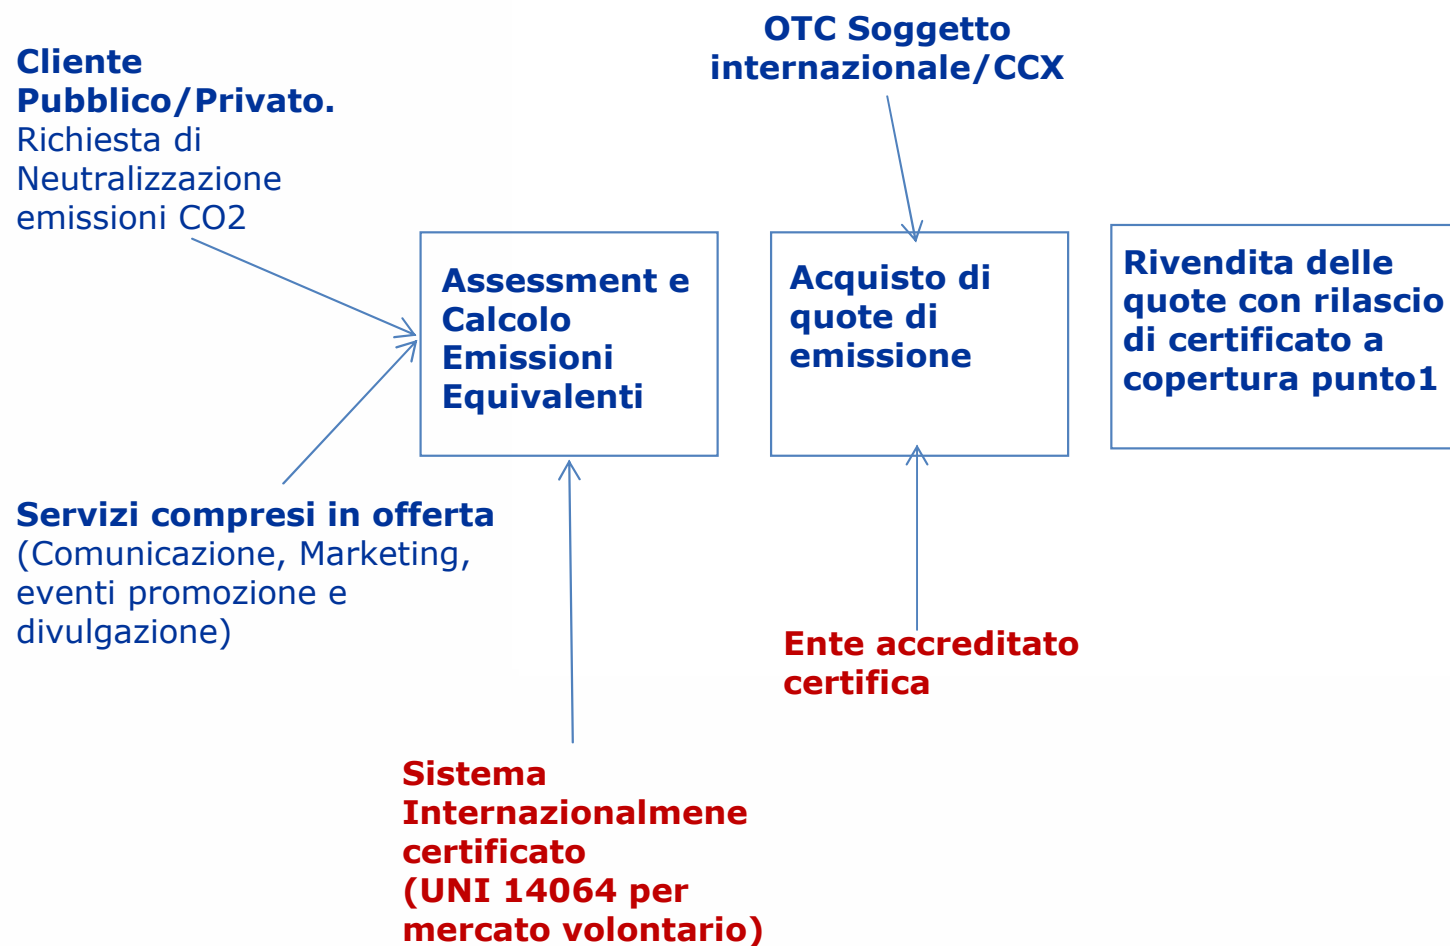 OTC Soggetto
internazionale/CCX
Cliente
Pubblico/Privato.
Richiesta di
Neutralizzazione
emissioni CO2
Assessment e
Calcolo
Emissioni
Equivalenti
Acquisto di
quote di
emissione
Rivendita delle
quote con rilascio
di certificato a
copertura punto1
Servizi compresi in offerta
(Comunicazione, Marketing,
eventi promozione e
divulgazione)
Ente accreditato
certifica
Sistema
Internazionalmene
certificato
(UNI 14064 per
mercato volontario)